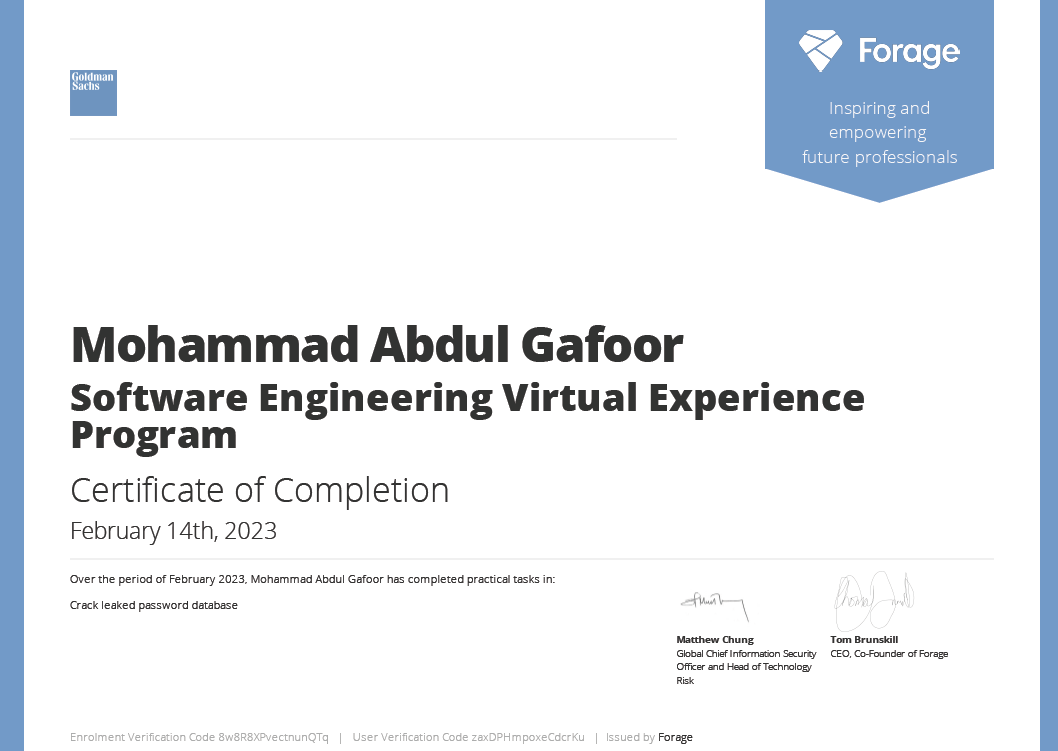 Goldman
Sachs
Forage
Inspiring and
empowering
future professionals
Mohammad Abdul Gafoor
Software Engineering Virtual Experience
Program
Certificate of Completion
February 14th, 2023
Over the period of February 2023, Mohammad Abdul Gafoor has completed practical tasks in:
Crack leaked password database
Matthew Chung
Global Chief Information Security
Officer and Head of Technology
Risk
Tom Brunskill
CEO, Co-Founder of Forage
Enrolment Verification Code 8w8R8XPvectnunQTq | User Verification Code zaxDPHmpoxeCdcrKu | Issued by Forage